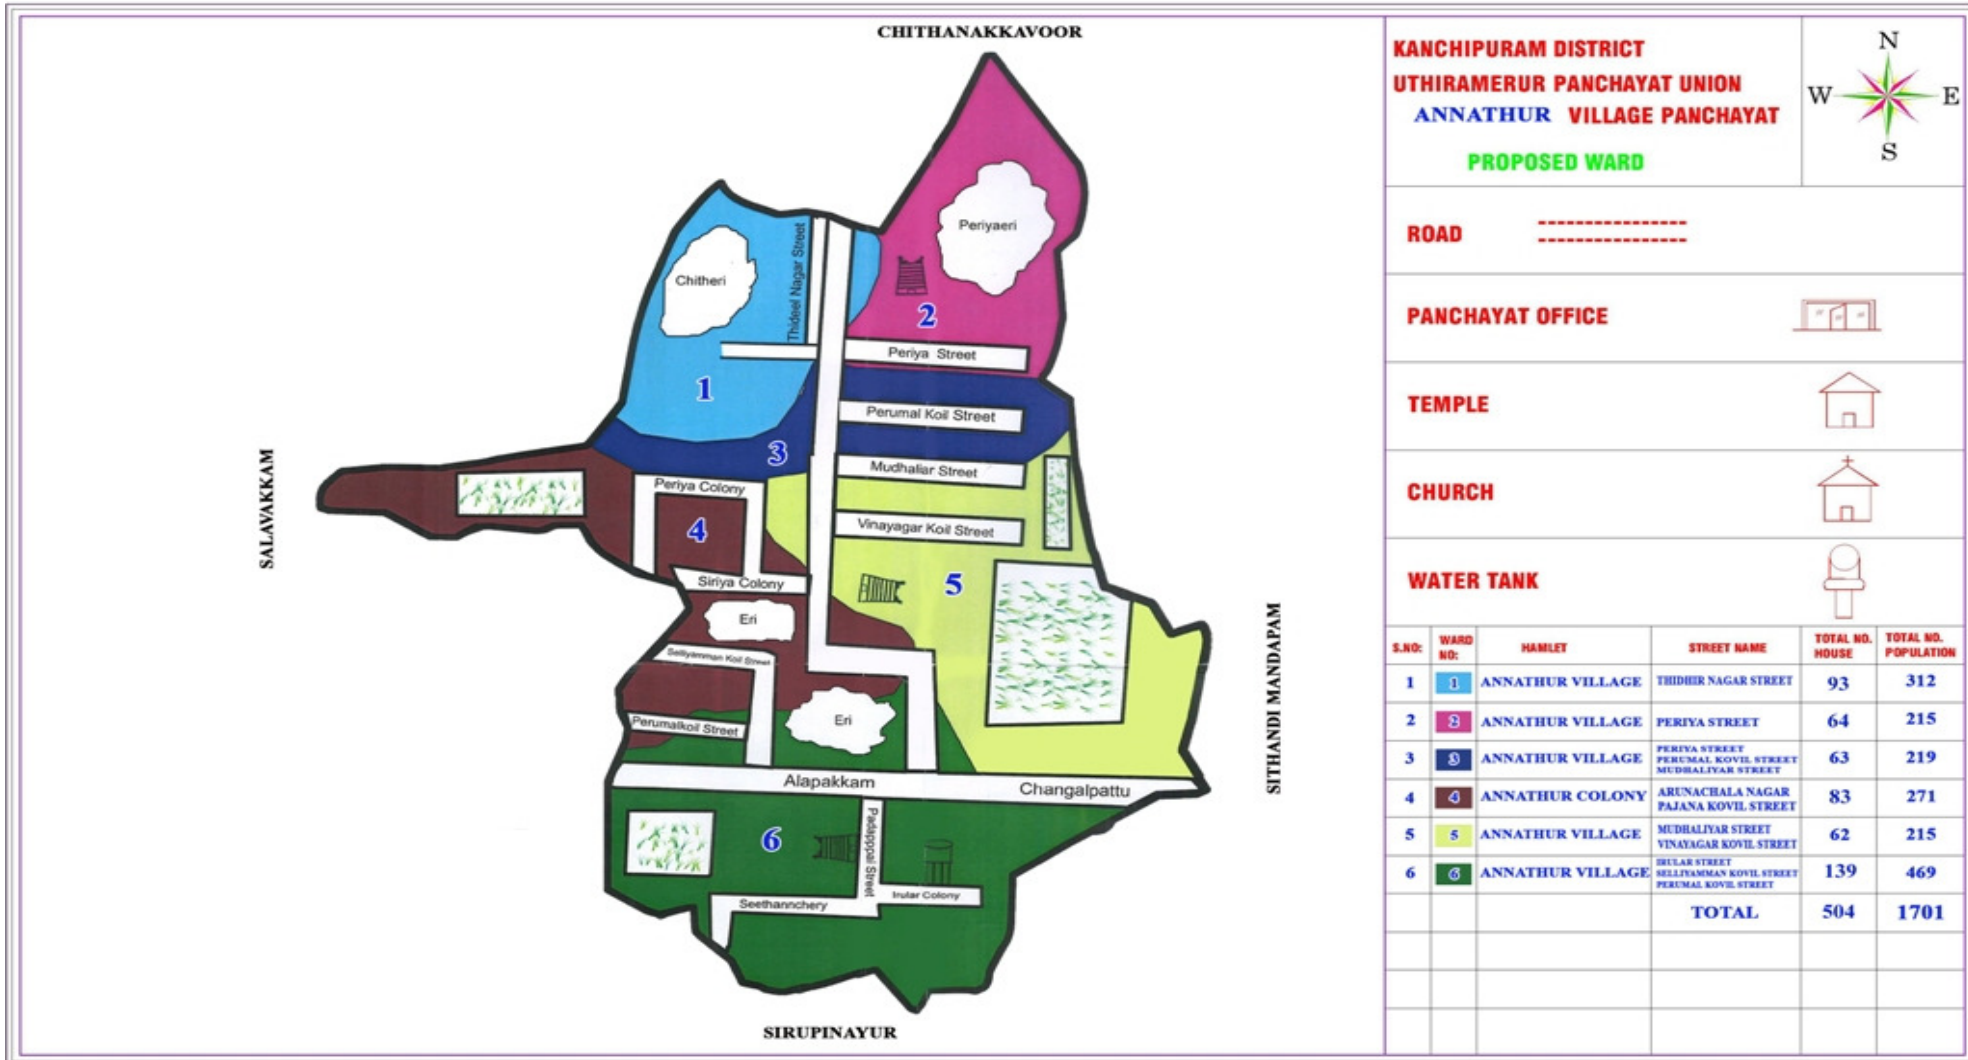 CHITHANAKKAVOOR
Periyaeri
Chitheri
Thideel Nagar Street
2
Periya Street
1
Perumal Koil Street
3
Mudhaliar Street
SALAVAKKAM
Periya Colony
4
Vinayagar Koil Street
Siriya Colony
5
Eri
Selliyamman Koil Street
SITHANDI MANDAPAM
Perumalkoil Street
Eri
Alapakkam
Changalpattu
6
Padapppai Street
Irular Colony
Seethannchery
SIRUPINAYUR
KANCHIPURAM DISTRICT
UTHIRAMERUR PANCHAYAT UNION
ANNATHUR VILLAGE PANCHAYAT
PROPOSED WARD
N
W E
S
ROAD
PANCHAYAT OFFICE
TEMPLE
CHURCH
WATER TANK
S.NO: WARD NO: HAMLET STREET NAME TOTAL NO. HOUSE TOTAL NO. POPULATION
1 1 ANNATHUR VILLAGE THIDHIR NAGAR STREET 93 312
2 2 ANNATHUR VILLAGE PERIYA STREET 64 215
3 3 ANNATHUR VILLAGE PERIYA STREET PERUMAL KOVIL STREET MUDHALIYAR STREET 63 219
4 4 ANNATHUR COLONY ARUNACHALA NAGAR PAJANA KOVIL STREET 83 271
5 5 ANNATHUR VILLAGE MUDHALIYAR STREET VINAYAGAR KOVIL STREET 62 215
6 6 ANNATHUR VILLAGE IRULAR STREET SELLIYAMMAN KOVIL STREET PERUMAL KOVIL STREET 139 469
TOTAL 504 1701